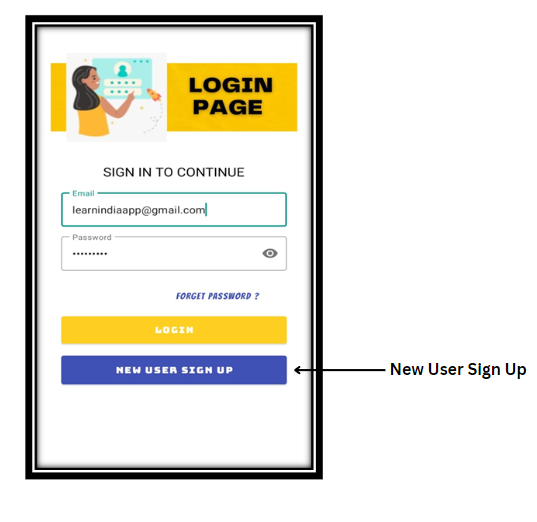 LOGIN
PAGE
SIGN IN TO CONTINUE
Email
learnindiaapp@gmail.com
Password
•••••••••
FORGET PASSWORD ?
LOGIN
NEW USER SIGN UP
New User Sign Up